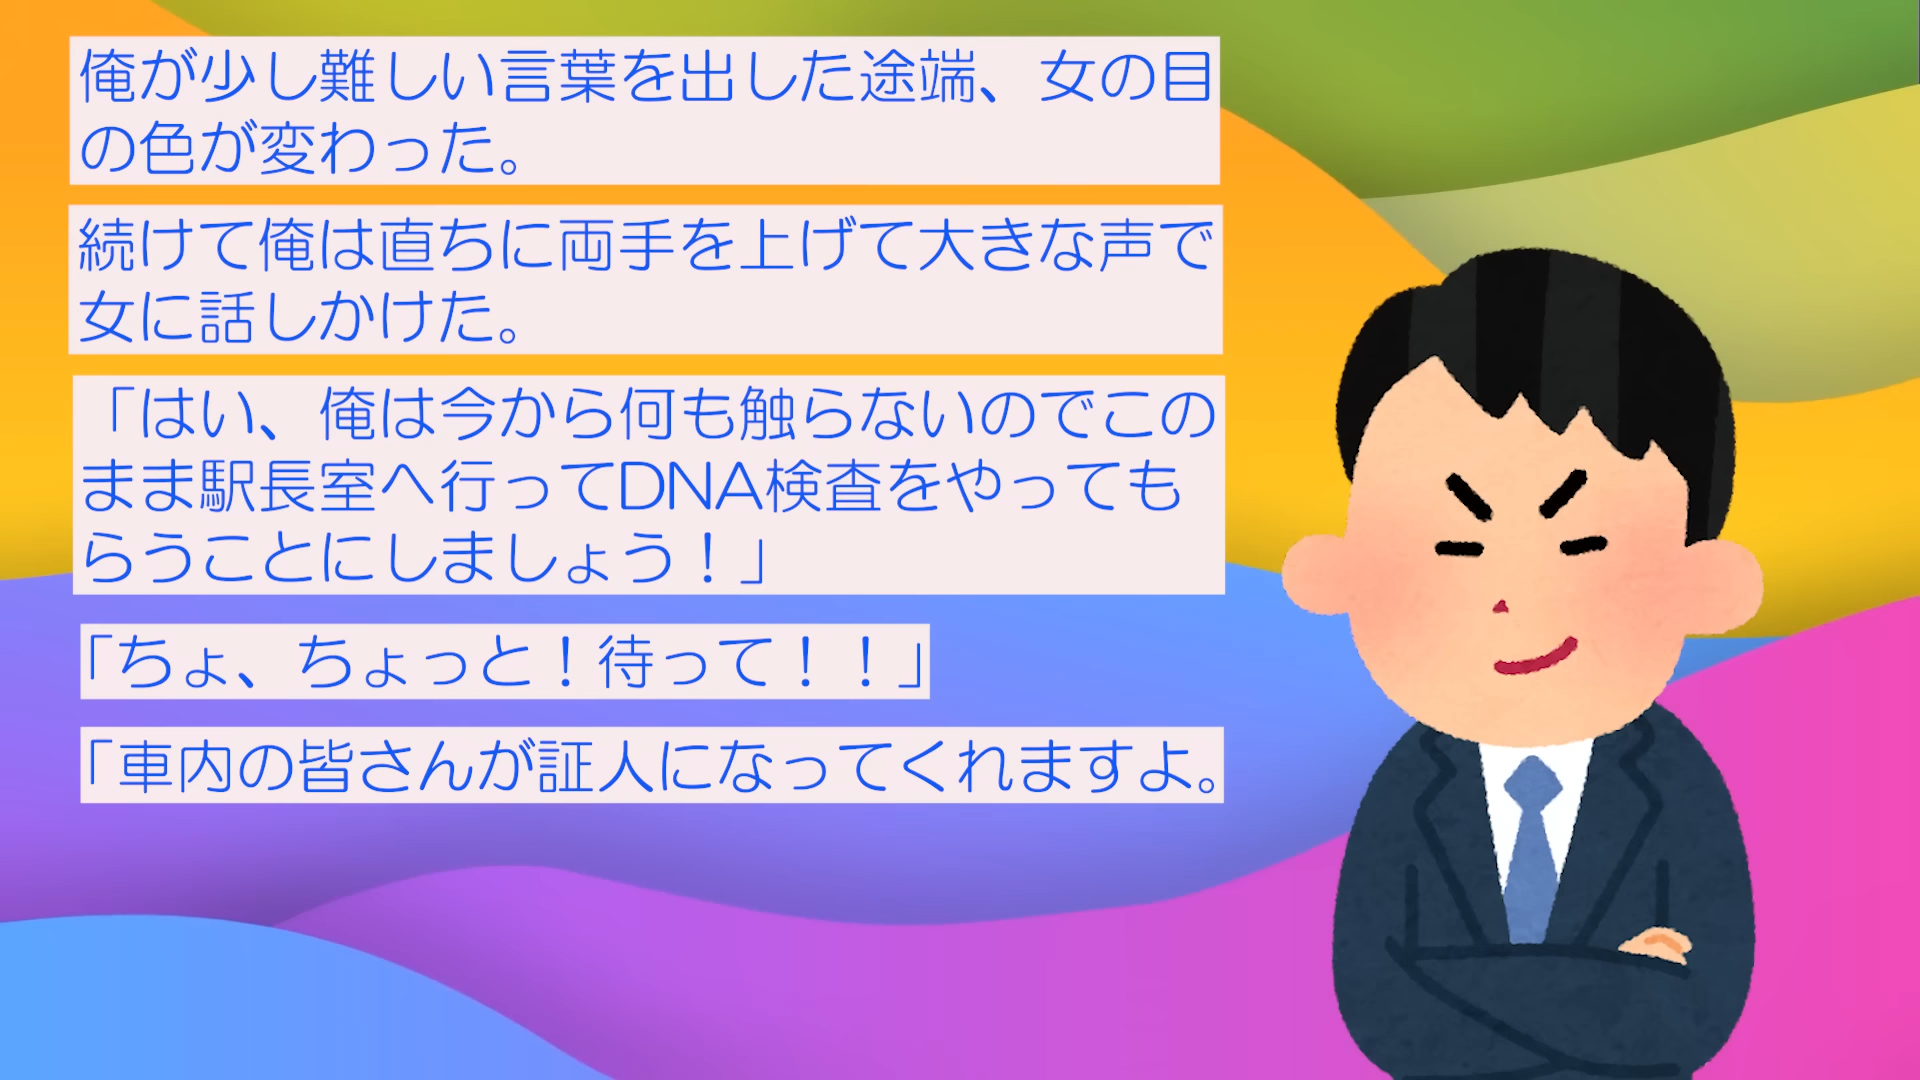 俺が少し難しい言葉を出した途端、女の目
の色が変わった。
続けて俺は直ちに両手を上げて大きな声で
女に話しかけた。
「はい、俺は今から何も触らないのでこの
まま駅長室へ行ってDNA検査をやっても
らうことにしましょう！」
「ちょ、ちょっと！待って！！」
「車内の皆さんが証人になってくれますよ。